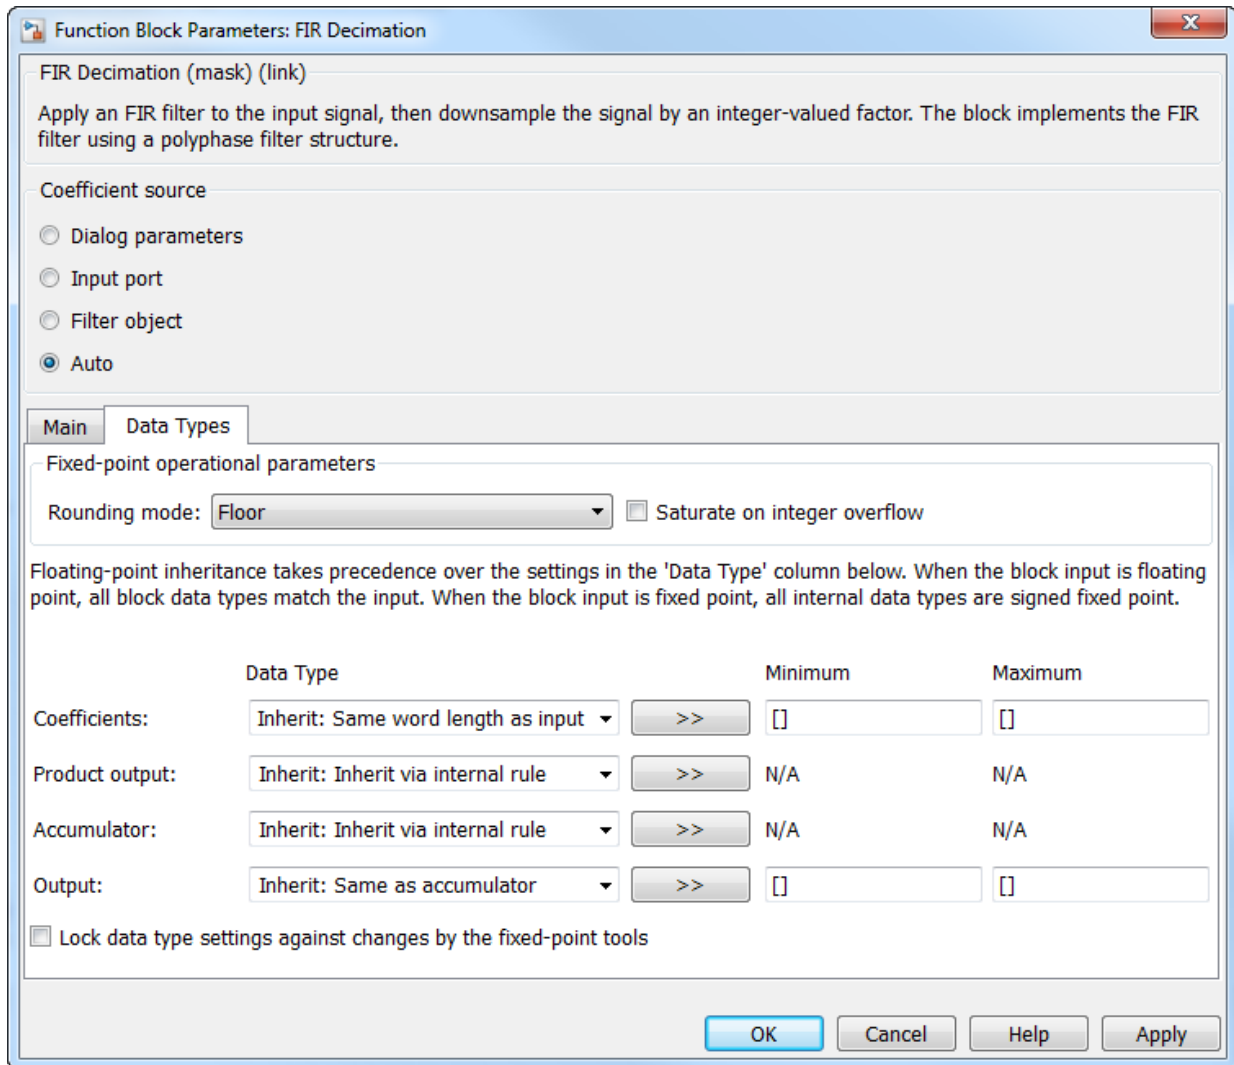 Function Block Parameters: FIR Decimation
FIR Decimation (mask) (link)
Apply an FIR filter to the input signal, then downsample the signal by an integer-valued factor. The block implements the FIR
filter using a polyphase filter structure.
Coefficient source
Dialog parameters
Input port
Filter object
Auto
Main Data Types
Fixed-point operational parameters
Rounding mode: Floor Saturate on integer overflow
Floating-point inheritance takes precedence over the settings in the 'Data Type' column below. When the block input is floating
point, all block data types match the input. When the block input is fixed point, all internal data types are signed fixed point.
Data Type Minimum Maximum
Coefficients: Inherit: Same word length as input >> [] []
Product output: Inherit: Inherit via internal rule >> N/A N/A
Accumulator: Inherit: Inherit via internal rule >> N/A N/A
Output: Inherit: Same as accumulator >> [] []
Lock data type settings against changes by the fixed-point tools
OK Cancel Help Apply